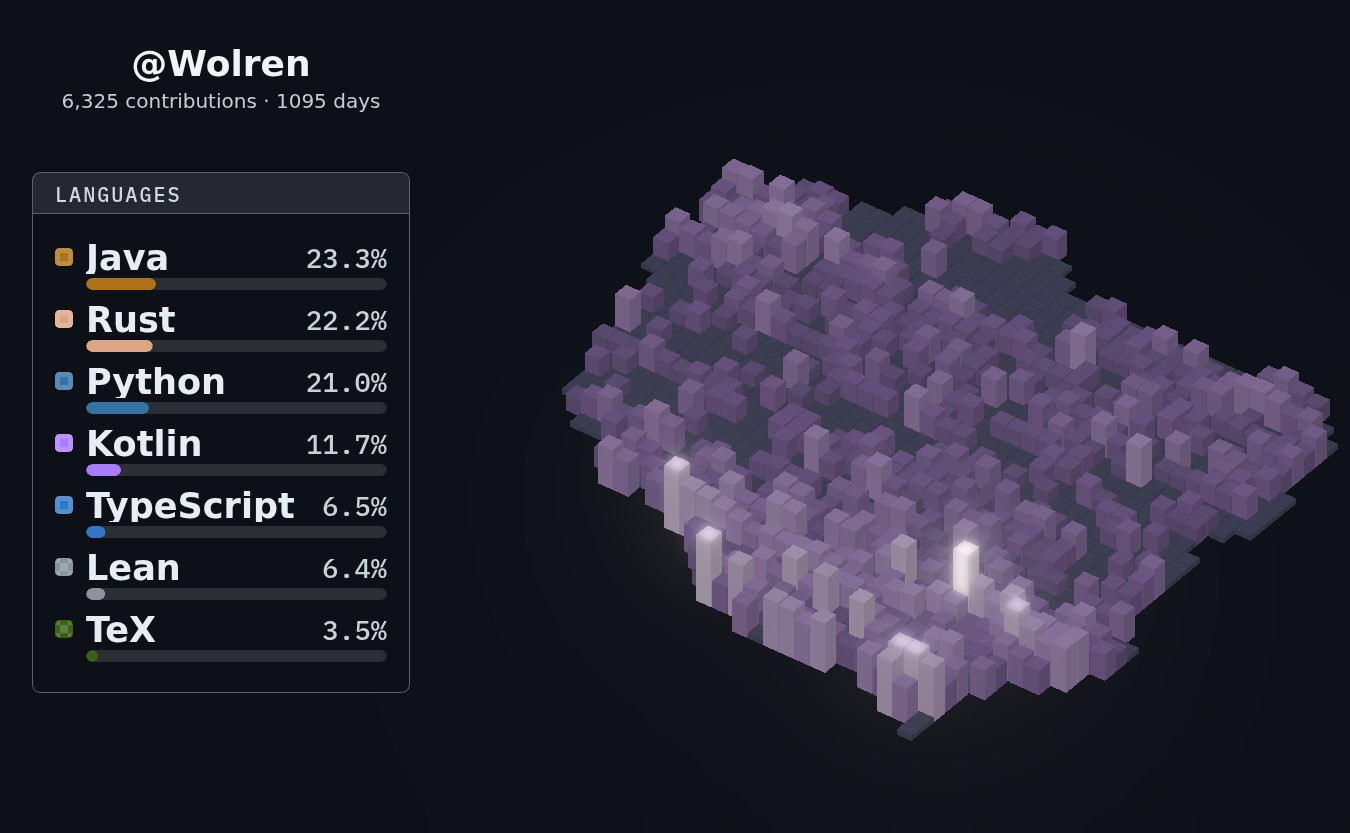 @Wolren
6,325 contributions · 1095 days
LANGUAGES
Java 23.3%
Rust 22.2%
Python 21.0%
Kotlin 11.7%
TypeScript 6.5%
Lean 6.4%
TeX 3.5%